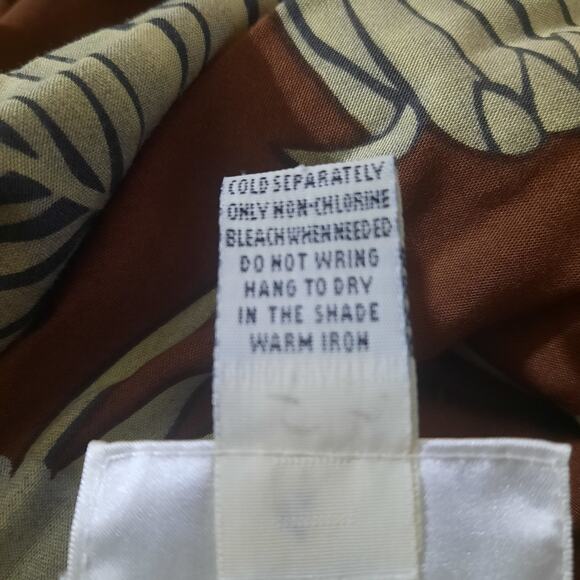 COLD SEPARATELY
ONLY NON-CHLORINE
BLEACH WHEN NEEDED
DO NOT WRING
HANG TO DRY
IN THE SHADE
WARM IRON